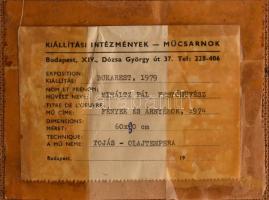 KIÁLLÍTÁSI INTÉZMÉNYEK — MŰCSARNOK
Budapest, XIV., Dózsa György út 37. Tel: 228-406
EXPOSITION:
KIÁLLÍTÁS: BUKAREST, 1979
NOM ET PRÉNOM:
MŰVÉSZ NEVE: MIHÁLTZ PÁL FESTŐMŰVÉSZ
TITRE DE L'OEUVRE:
MŰ CÍME: FÉNYEK ÉS ÁRNYÉKOK, 1974
DIMENSIONS:
MÉRET: 60x80 cm
TECHNIQUE:
A MŰ NEME: TOJÁS - OLAJTEMPERA
Budapest, 19